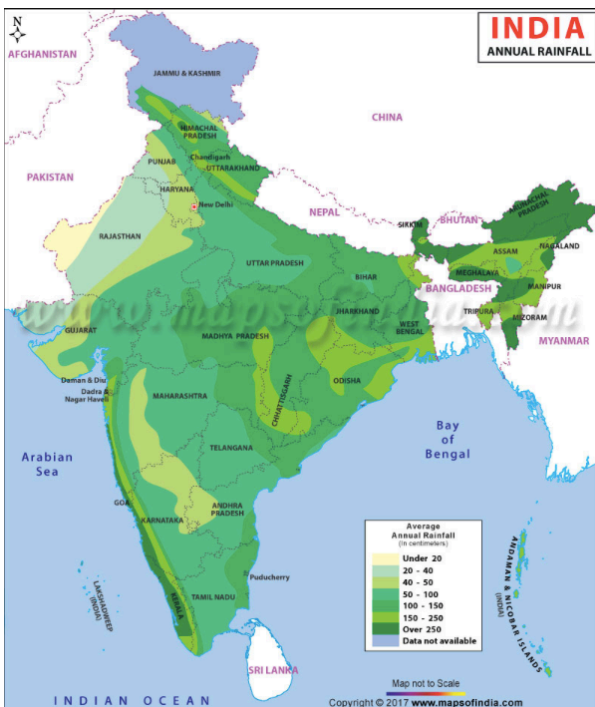 N
INDIA
ANNUAL RAINFALL
AFGHANISTAN
JAMMU & KASHMIR
CHINA
HIMACHAL
PRADESH
PUNJAB
Chandigarh
UTTARAKHAND
PAKISTAN
HARYANA
New Delhi
NEPAL
SIKKIM
BHUTAN
ARUNACHAL
PRADESH
RAJASTHAN
ASSAM
NAGALAND
UTTAR PRADESH
BIHAR
MEGHALAYA
BANGLADESH
MANIPUR
www.mapsofindia.com
GUJARAT
MADHYA PRADESH
JHARKHAND
WEST
BENGAL
TRIPURA
MIZORAM
MYANMAR
Daman & Diu
Dadra &
Nagar Haveli
MAHARASHTRA
CHHATTISGARH
ODISHA
Arabian
Sea
TELANGANA
Bay
of
Bengal
GOA
KARNATAKA
ANDHRA
PRADESH
Average
Annual Rainfall
(In centimeters)
Under 20
20 - 40
40 - 50
50 - 100
100 - 150
150 - 250
Over 250
Data not available
ANDAMAN & NICOBAR ISLANDS
(INDIA)
LAKSHADWEEP
(INDIA)
KERALA
TAMIL NADU
Puducherry
SRI LANKA
INDIAN OCEAN
Map not to Scale
Copyright © 2017 www.mapsofindia.com